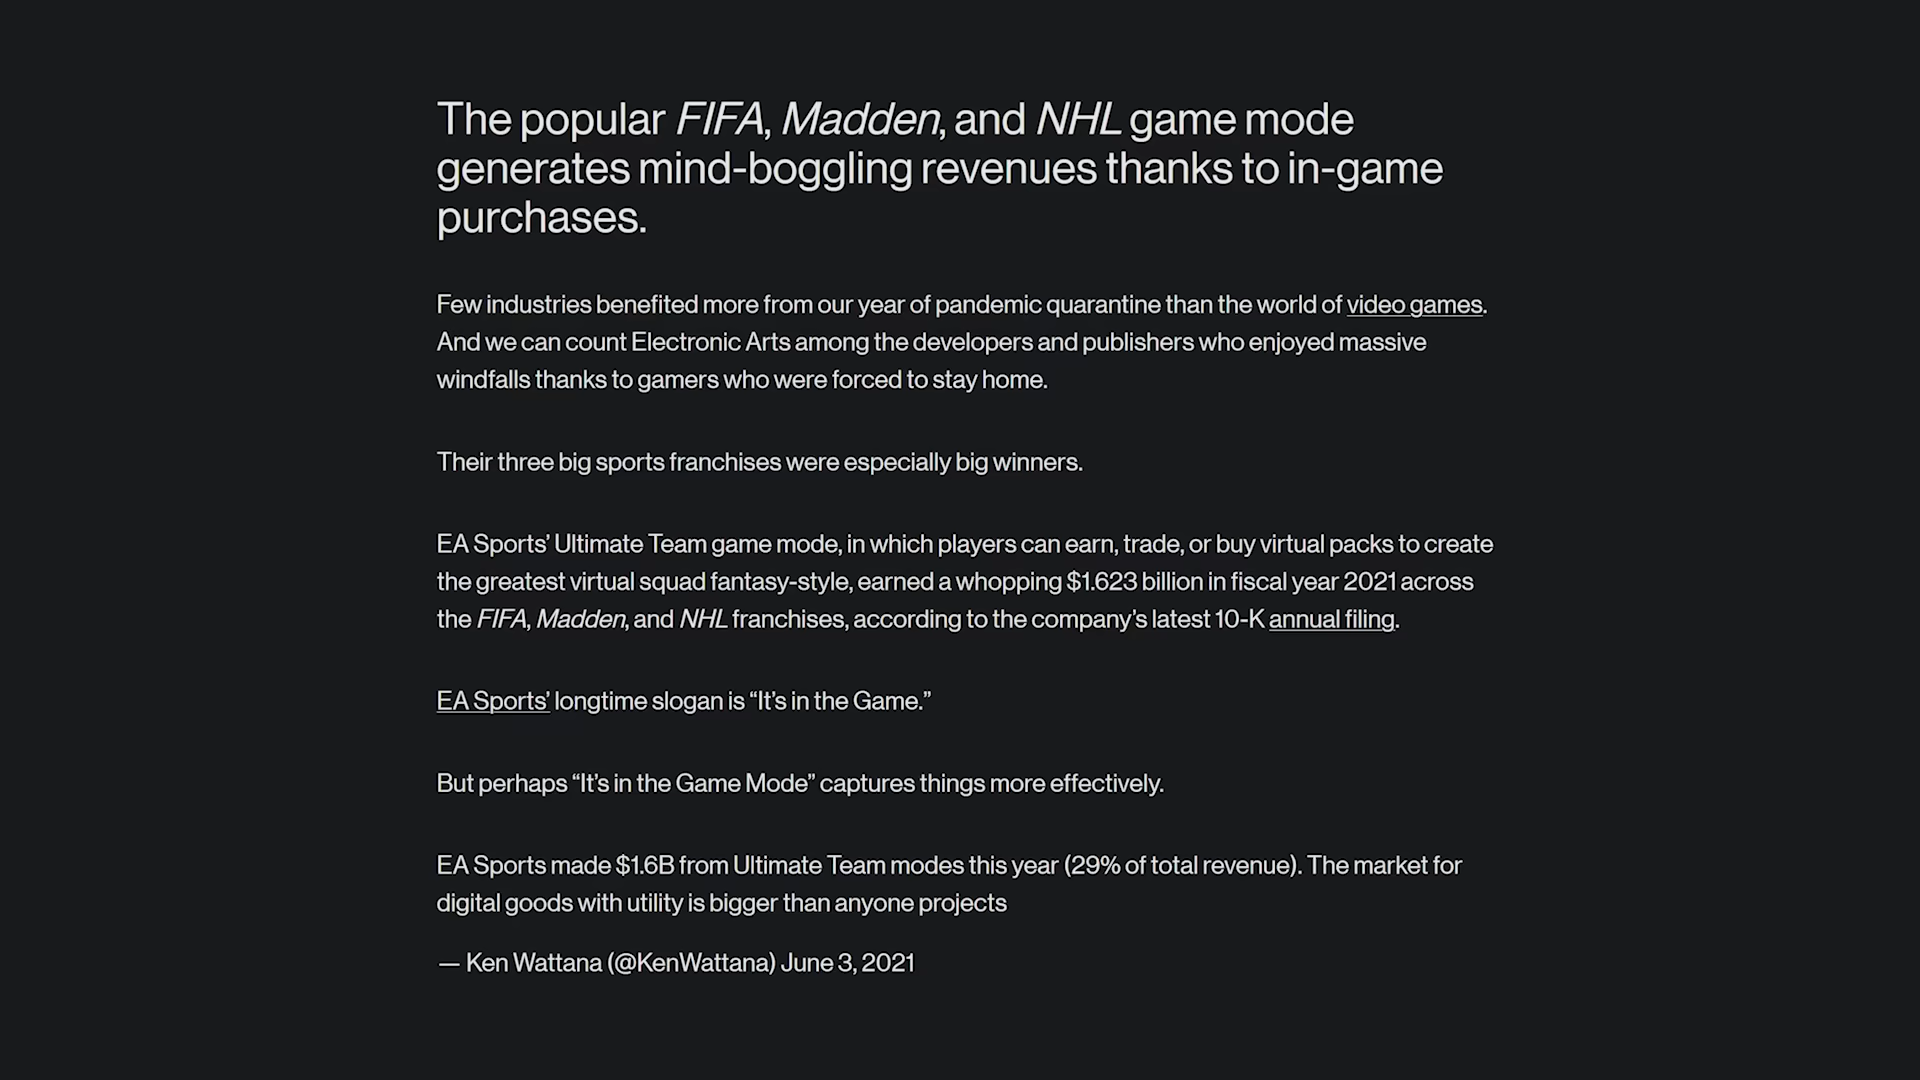 The popular FIFA, Madden, and NHL game mode
generates mind-boggling revenues thanks to in-game
purchases.
Few industries benefited more from our year of pandemic quarantine than the world of video games.
And we can count Electronic Arts among the developers and publishers who enjoyed massive
windfalls thanks to gamers who were forced to stay home.
Their three big sports franchises were especially big winners.
EA Sports’ Ultimate Team game mode, in which players can earn, trade, or buy virtual packs to create
the greatest virtual squad fantasy-style, earned a whopping $1.623 billion in fiscal year 2021 across
the FIFA, Madden, and NHL franchises, according to the company’s latest 10-K annual filing.
EA Sports’ longtime slogan is “It’s in the Game.”
But perhaps “It’s in the Game Mode” captures things more effectively.
EA Sports made $1.6B from Ultimate Team modes this year (29% of total revenue). The market for
digital goods with utility is bigger than anyone projects
— Ken Wattana (@KenWattana) June 3, 2021